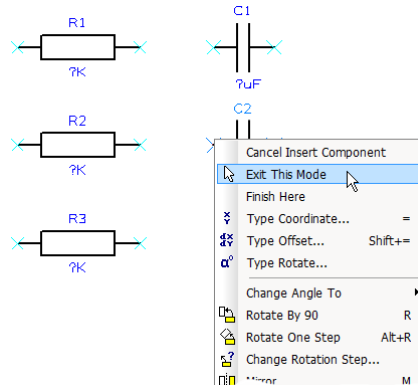 R1
C1
?K
?uF
R2
C2
?K
R3
?K
Cancel Insert Component
Exit This Mode
Finish Here
Type Coordinate... =
Type Offset... Shift+=
Type Rotate...
Change Angle To
Rotate By 90 R
Rotate One Step Alt+R
Change Rotation Step...
Mirror M